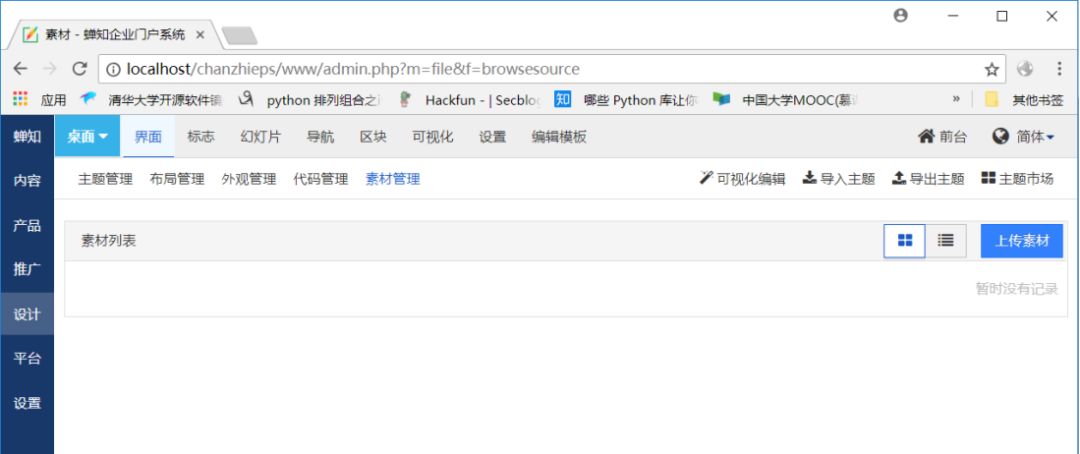 素材 - 蝉知企业门户系统
localhost/chanzhieps/www/admin.php?m=file&f=browsesource
应用 清华大学开源软件镜 python 排列组合之 Hackfun - | Secblo 知 哪些 Python 库让你 中国大学MOOC(慕 » 其他书签
蝉知 桌面 界面 标志 幻灯片 导航 区块 可视化 设置 编辑模板 前台 简体
内容 主题管理 布局管理 外观管理 代码管理 素材管理 可视化编辑 导入主题 导出主题 主题市场
产品 素材列表 上传素材
推广 暂时没有记录
设计
平台
设置